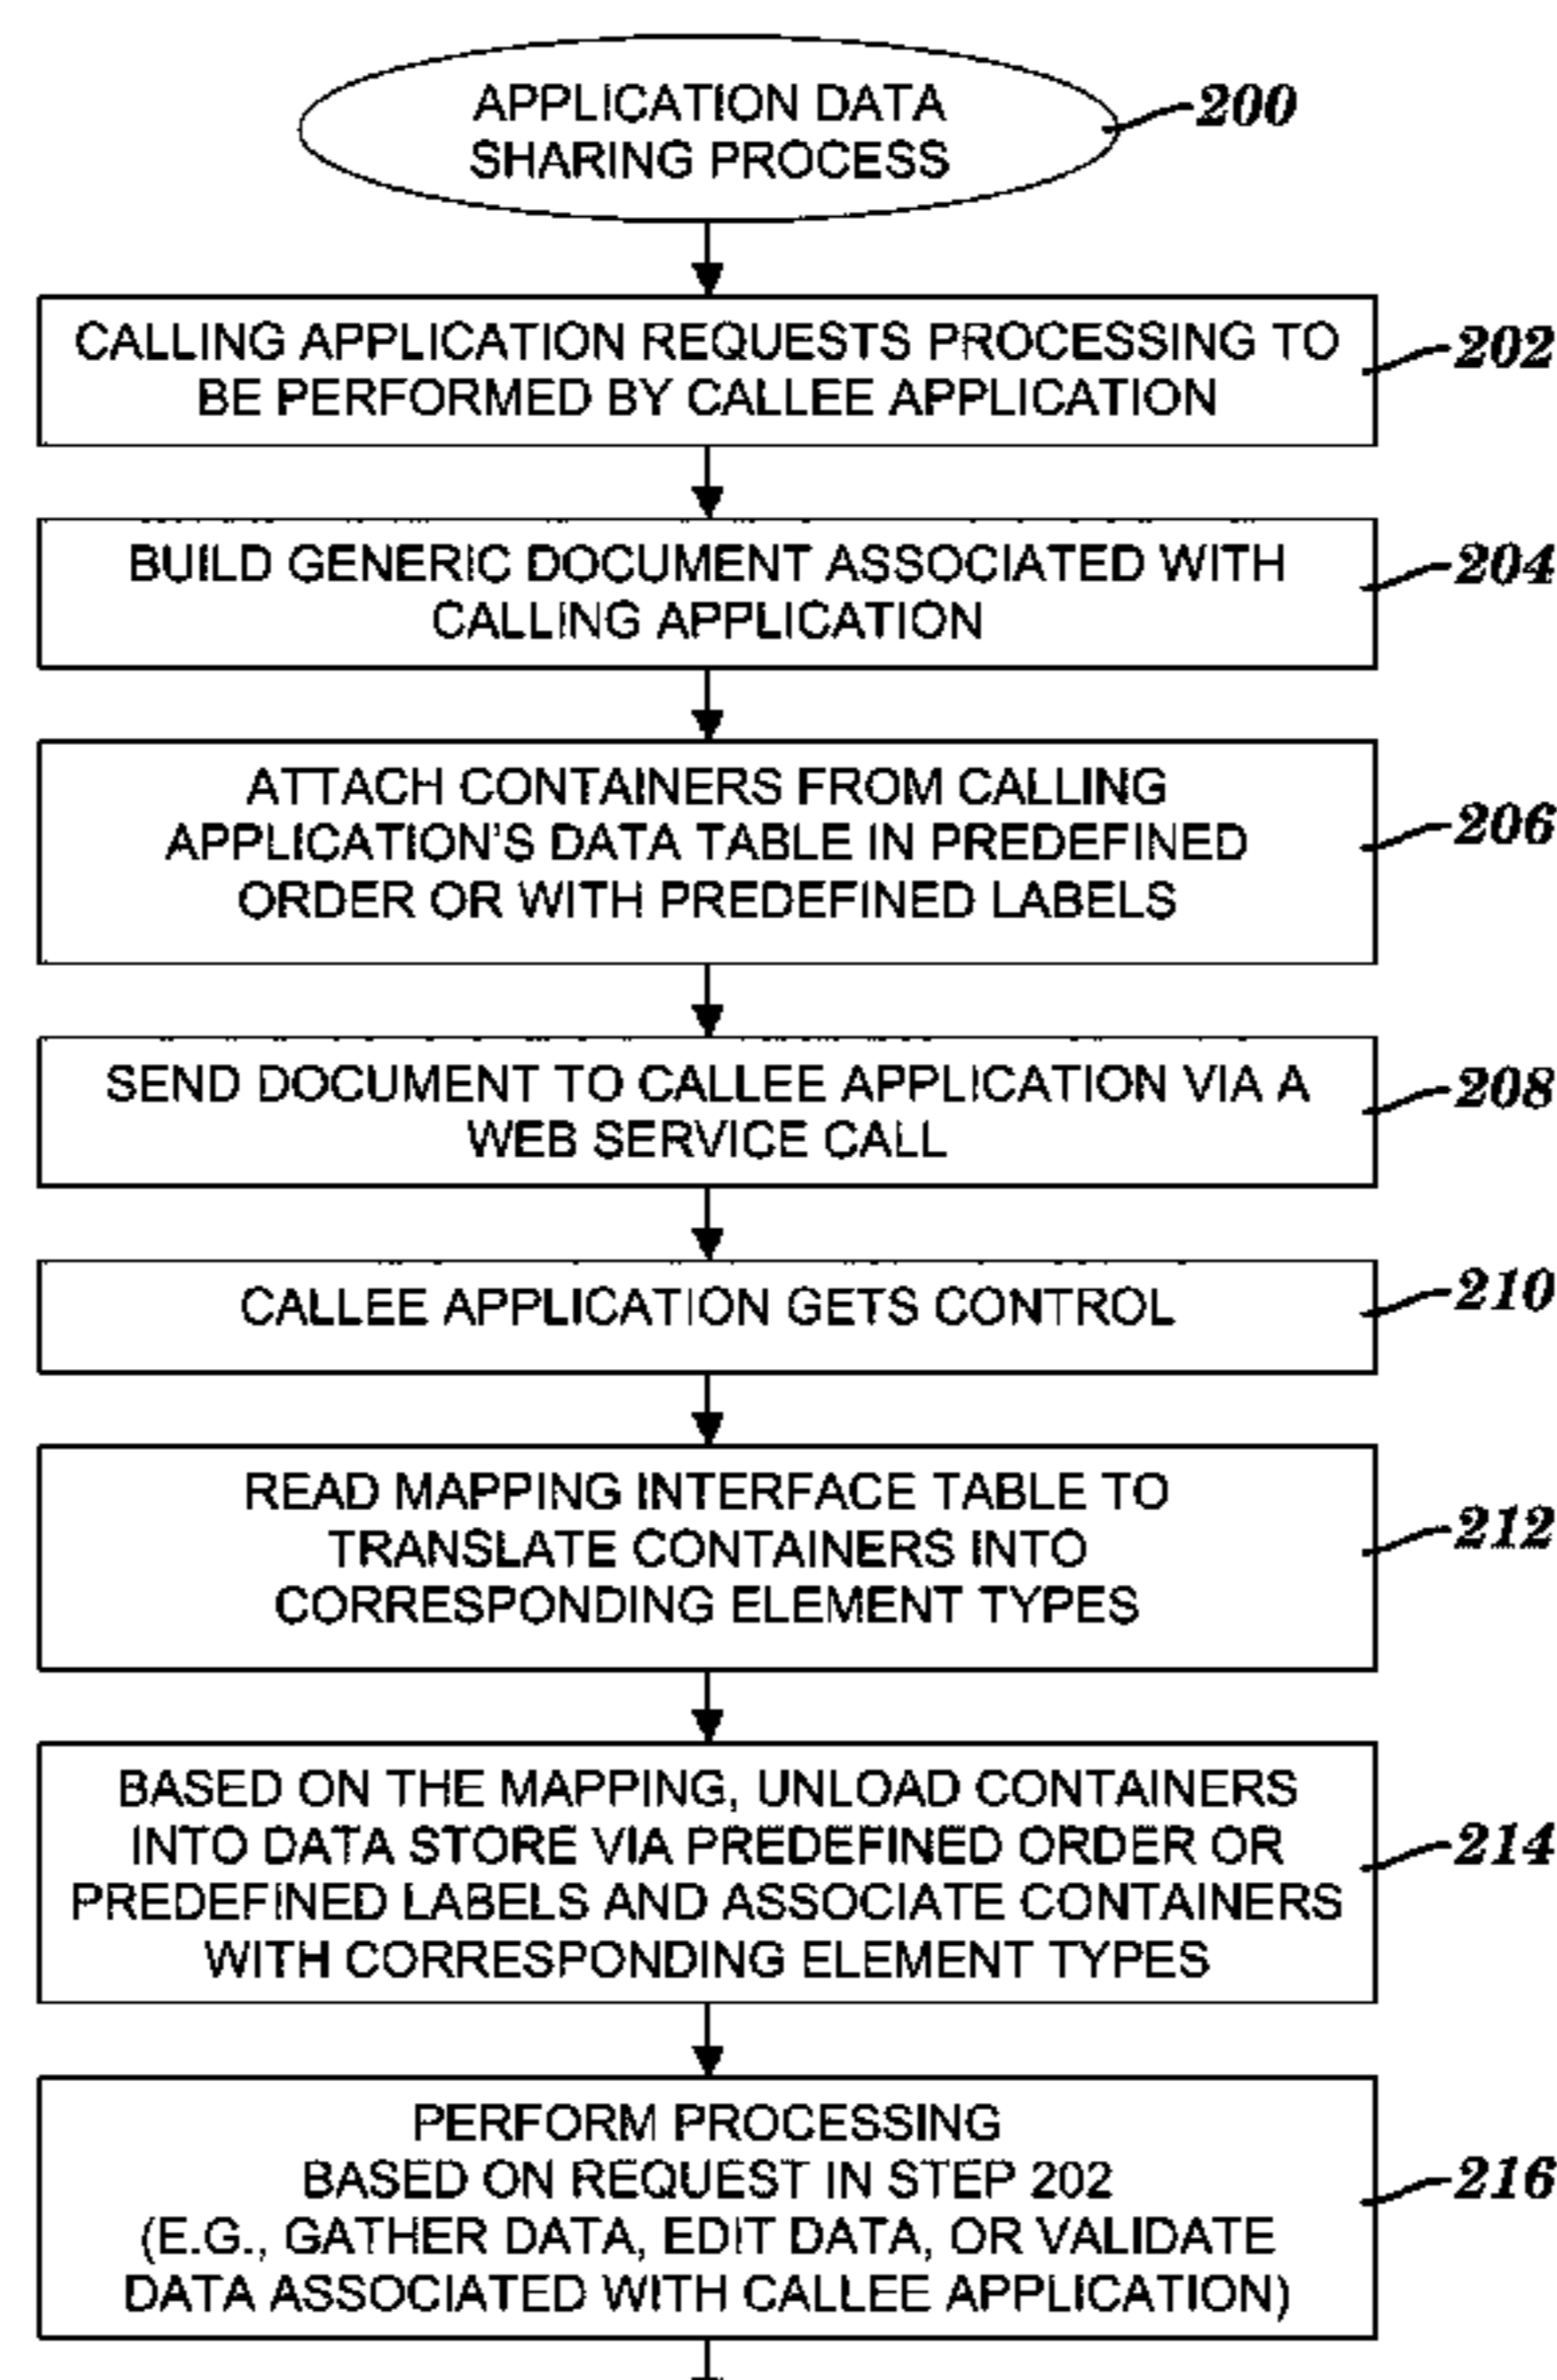 APPLICATION DATA
SHARING PROCESS
200
CALLING APPLICATION REQUESTS PROCESSING TO
BE PERFORMED BY CALLEE APPLICATION
202
BUILD GENERIC DOCUMENT ASSOCIATED WITH
CALLING APPLICATION
204
ATTACH CONTAINERS FROM CALLING
APPLICATION'S DATA TABLE IN PREDEFINED
ORDER OR WITH PREDEFINED LABELS
206
SEND DOCUMENT TO CALLEE APPLICATION VIA A
WEB SERVICE CALL
208
CALLEE APPLICATION GETS CONTROL
210
READ MAPPING INTERFACE TABLE TO
TRANSLATE CONTAINERS INTO
CORRESPONDING ELEMENT TYPES
212
BASED ON THE MAPPING, UNLOAD CONTAINERS
INTO DATA STORE VIA PREDEFINED ORDER OR
PREDEFINED LABELS AND ASSOCIATE CONTAINERS
WITH CORRESPONDING ELEMENT TYPES
214
PERFORM PROCESSING
BASED ON REQUEST IN STEP 202
(E.G., GATHER DATA, EDIT DATA, OR VALIDATE
DATA ASSOCIATED WITH CALLEE APPLICATION)
216